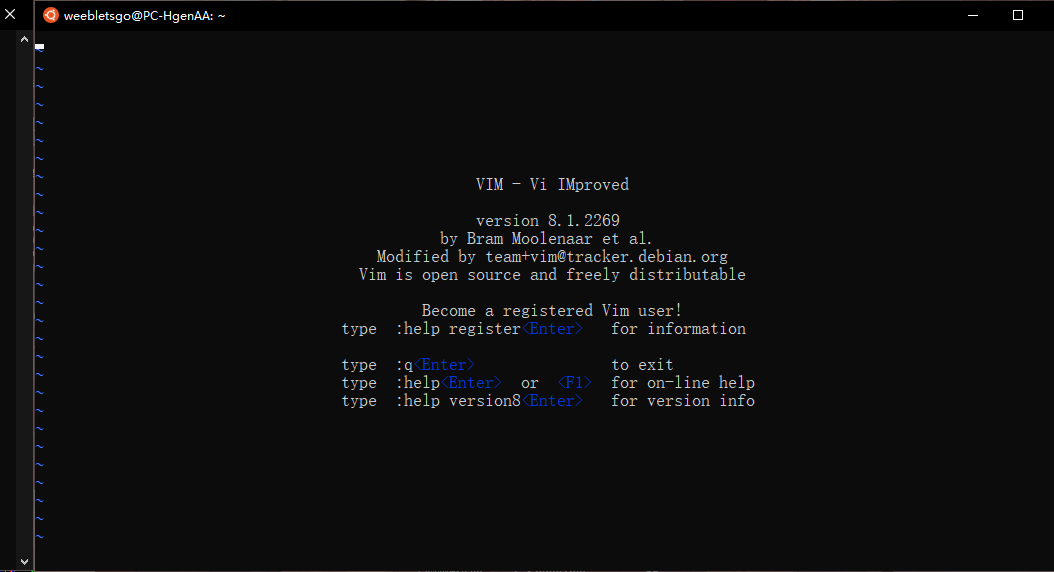 weebletsgo@PC-HgenAA: ~
~
~
~
~
~
~
~
~
VIM - Vi IMproved
~
~
version 8.1.2269
~
by Bram Moolenaar et al.
~
Modified by team+vim@tracker.debian.org
~
Vim is open source and freely distributable
~
~
Become a registered Vim user!
~
type :help register<Enter> for information
~
~
type :q<Enter> to exit
~
type :help<Enter> or <F1> for on-line help
~
type :help version8<Enter> for version info
~
~
~
~
~
~
~
~